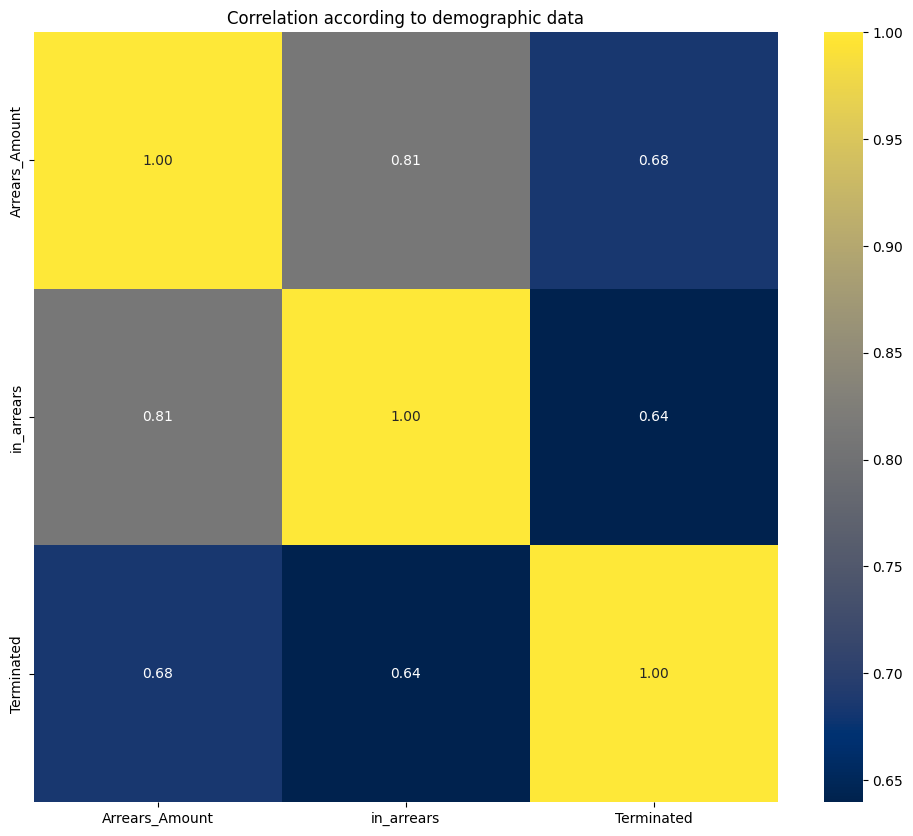 Correlation according to demographic data
Arrears_Amount
in_arrears
Terminated
1.00
0.81
0.68
0.81
1.00
0.64
0.68
0.64
1.00
Arrears_Amount
in_arrears
Terminated
1.00
0.95
0.90
0.85
0.80
0.75
0.70
0.65